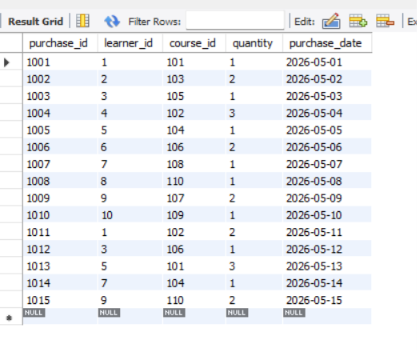 Result Grid Filter Rows: Edit:
purchase_id learner_id course_id quantity purchase_date
1001 1 101 1 2026-05-01
1002 2 103 2 2026-05-02
1003 3 105 1 2026-05-03
1004 4 102 3 2026-05-04
1005 5 104 1 2026-05-05
1006 6 106 2 2026-05-06
1007 7 108 1 2026-05-07
1008 8 110 1 2026-05-08
1009 9 107 2 2026-05-09
1010 10 109 1 2026-05-10
1011 1 102 2 2026-05-11
1012 3 106 1 2026-05-12
1013 5 101 3 2026-05-13
1014 7 104 1 2026-05-14
1015 9 110 2 2026-05-15
NULL NULL NULL NULL NULL